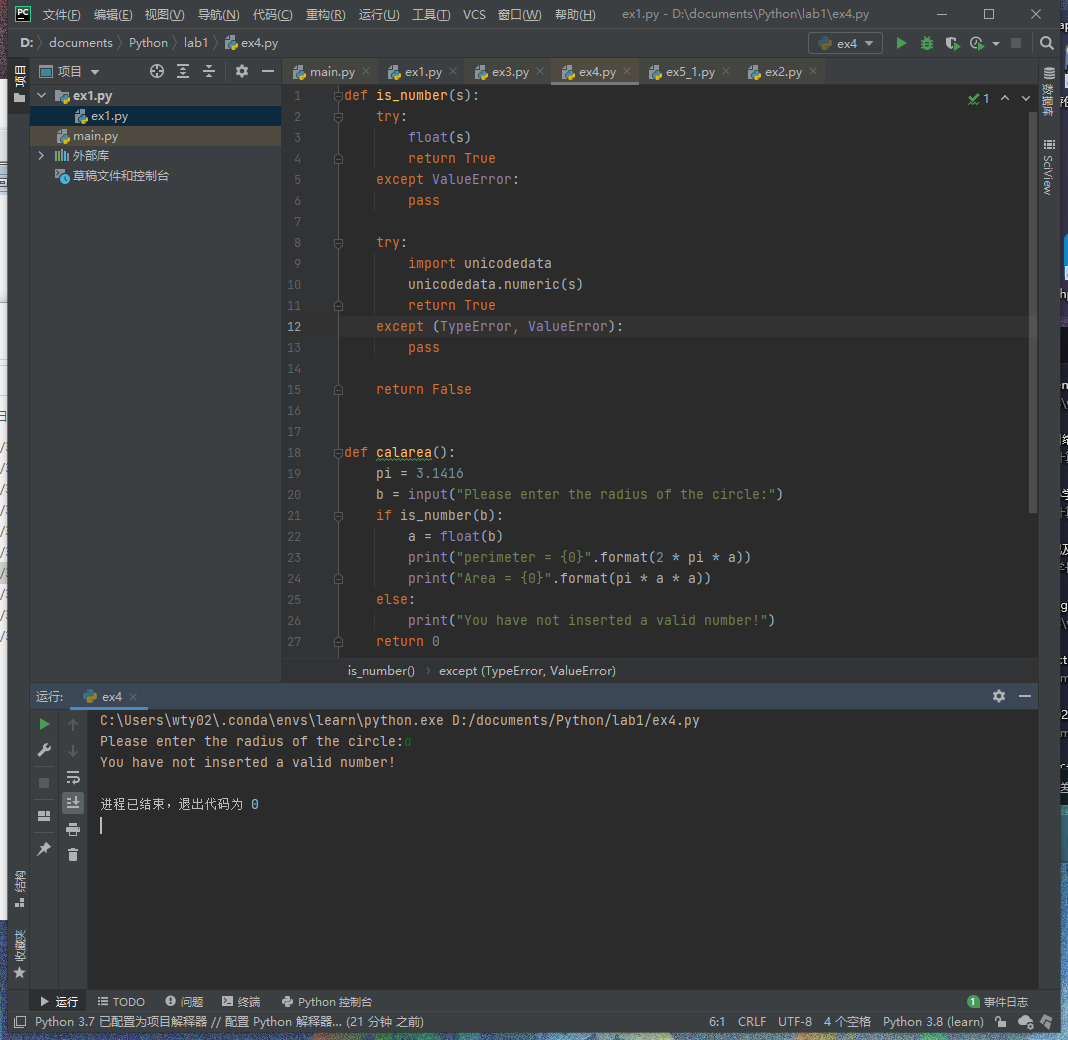 PC 文件(F) 编辑(E) 视图(V) 导航(N) 代码(C) 重构(R) 运行(U) 工具(T) VCS 窗口(W) 帮助(H) ex1.py - D:\documents\Python\lab1\ex4.py
D: documents Python lab1 ex4.py ex4
项目 main.py ex1.py ex3.py ex4.py ex5_1.py ex2.py
项目
ex1.py
ex1.py
main.py
外部库
草稿文件和控制台
1 def is_number(s):
2 try:
3 float(s)
4 return True
5 except ValueError:
6 pass
7
8 try:
9 import unicodedata
10 unicodedata.numeric(s)
11 return True
12 except (TypeError, ValueError):
13 pass
14
15 return False
16
17
18 def calarea():
19 pi = 3.1416
20 b = input("Please enter the radius of the circle:")
21 if is_number(b):
22 a = float(b)
23 print("perimeter = {0}".format(2 * pi * a))
24 print("Area = {0}".format(pi * a * a))
25 else:
26 print("You have not inserted a valid number!")
27 return 0
1
数据库
SciView
is_number() › except (TypeError, ValueError)
运行: ex4
C:\Users\wty02\.conda\envs\learn\python.exe D:/documents/Python/lab1/ex4.py
Please enter the radius of the circle:a
You have not inserted a valid number!
进程已结束，退出代码为 0
结构
收藏夹
运行 TODO 问题 终端 Python 控制台 1 事件日志
Python 3.7 已配置为项目解释器 // 配置 Python 解释器... (21 分钟 之前) 6:1 CRLF UTF-8 4 个空格 Python 3.8 (learn)